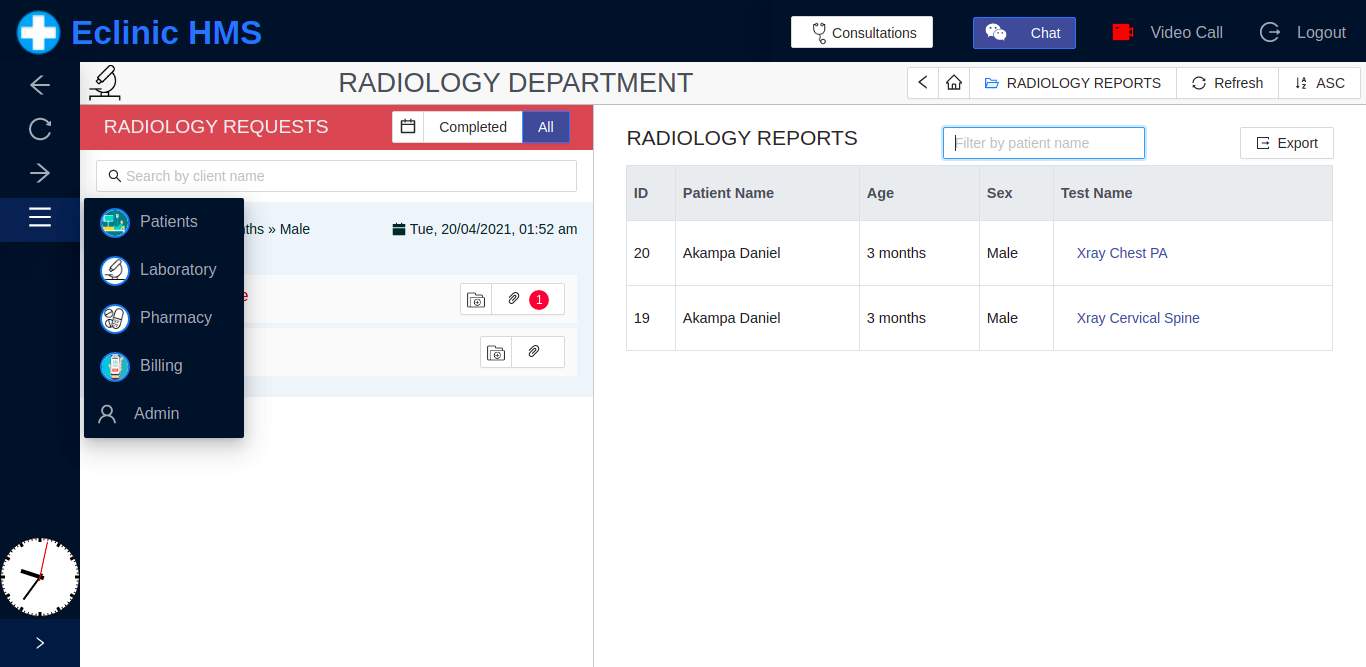 Eclinic HMS
Consultations
Chat
Video Call
Logout
RADIOLOGY DEPARTMENT
RADIOLOGY REPORTS
Refresh
ASC
RADIOLOGY REQUESTS
Completed
All
Search by client name
» Male
Tue, 20/04/2021, 01:52 am
1
Patients
Laboratory
Pharmacy
Billing
Admin
RADIOLOGY REPORTS
Filter by patient name
Export
ID Patient Name Age Sex Test Name
20 Akampa Daniel 3 months Male Xray Chest PA
19 Akampa Daniel 3 months Male Xray Cervical Spine